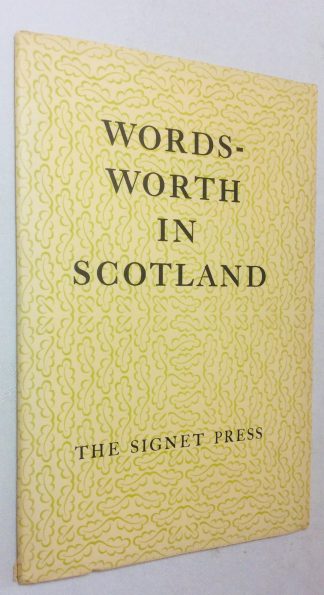 WORDS-
WORTH
IN
SCOTLAND
THE SIGNET PRESS